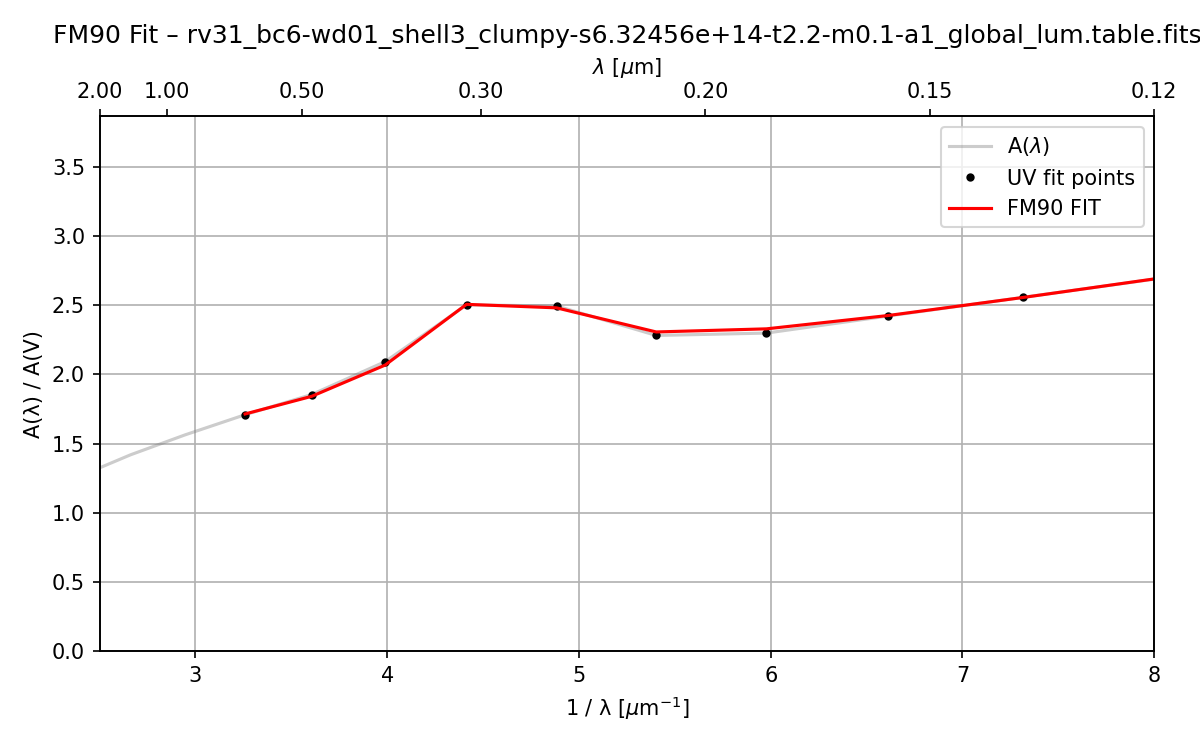 FM90 Fit – rv31_bc6-wd01_shell3_clumpy-s6.32456e+14-t2.2-m0.1-a1_global_lum.table.fits
λ [μm]
2.00 1.00 0.50 0.30 0.20 0.15 0.12
A(λ)
UV fit points
FM90 FIT
A(λ) / A(V)
3.5
3.0
2.5
2.0
1.5
1.0
0.5
0.0
3 4 5 6 7 8
1 / λ [μm⁻¹]